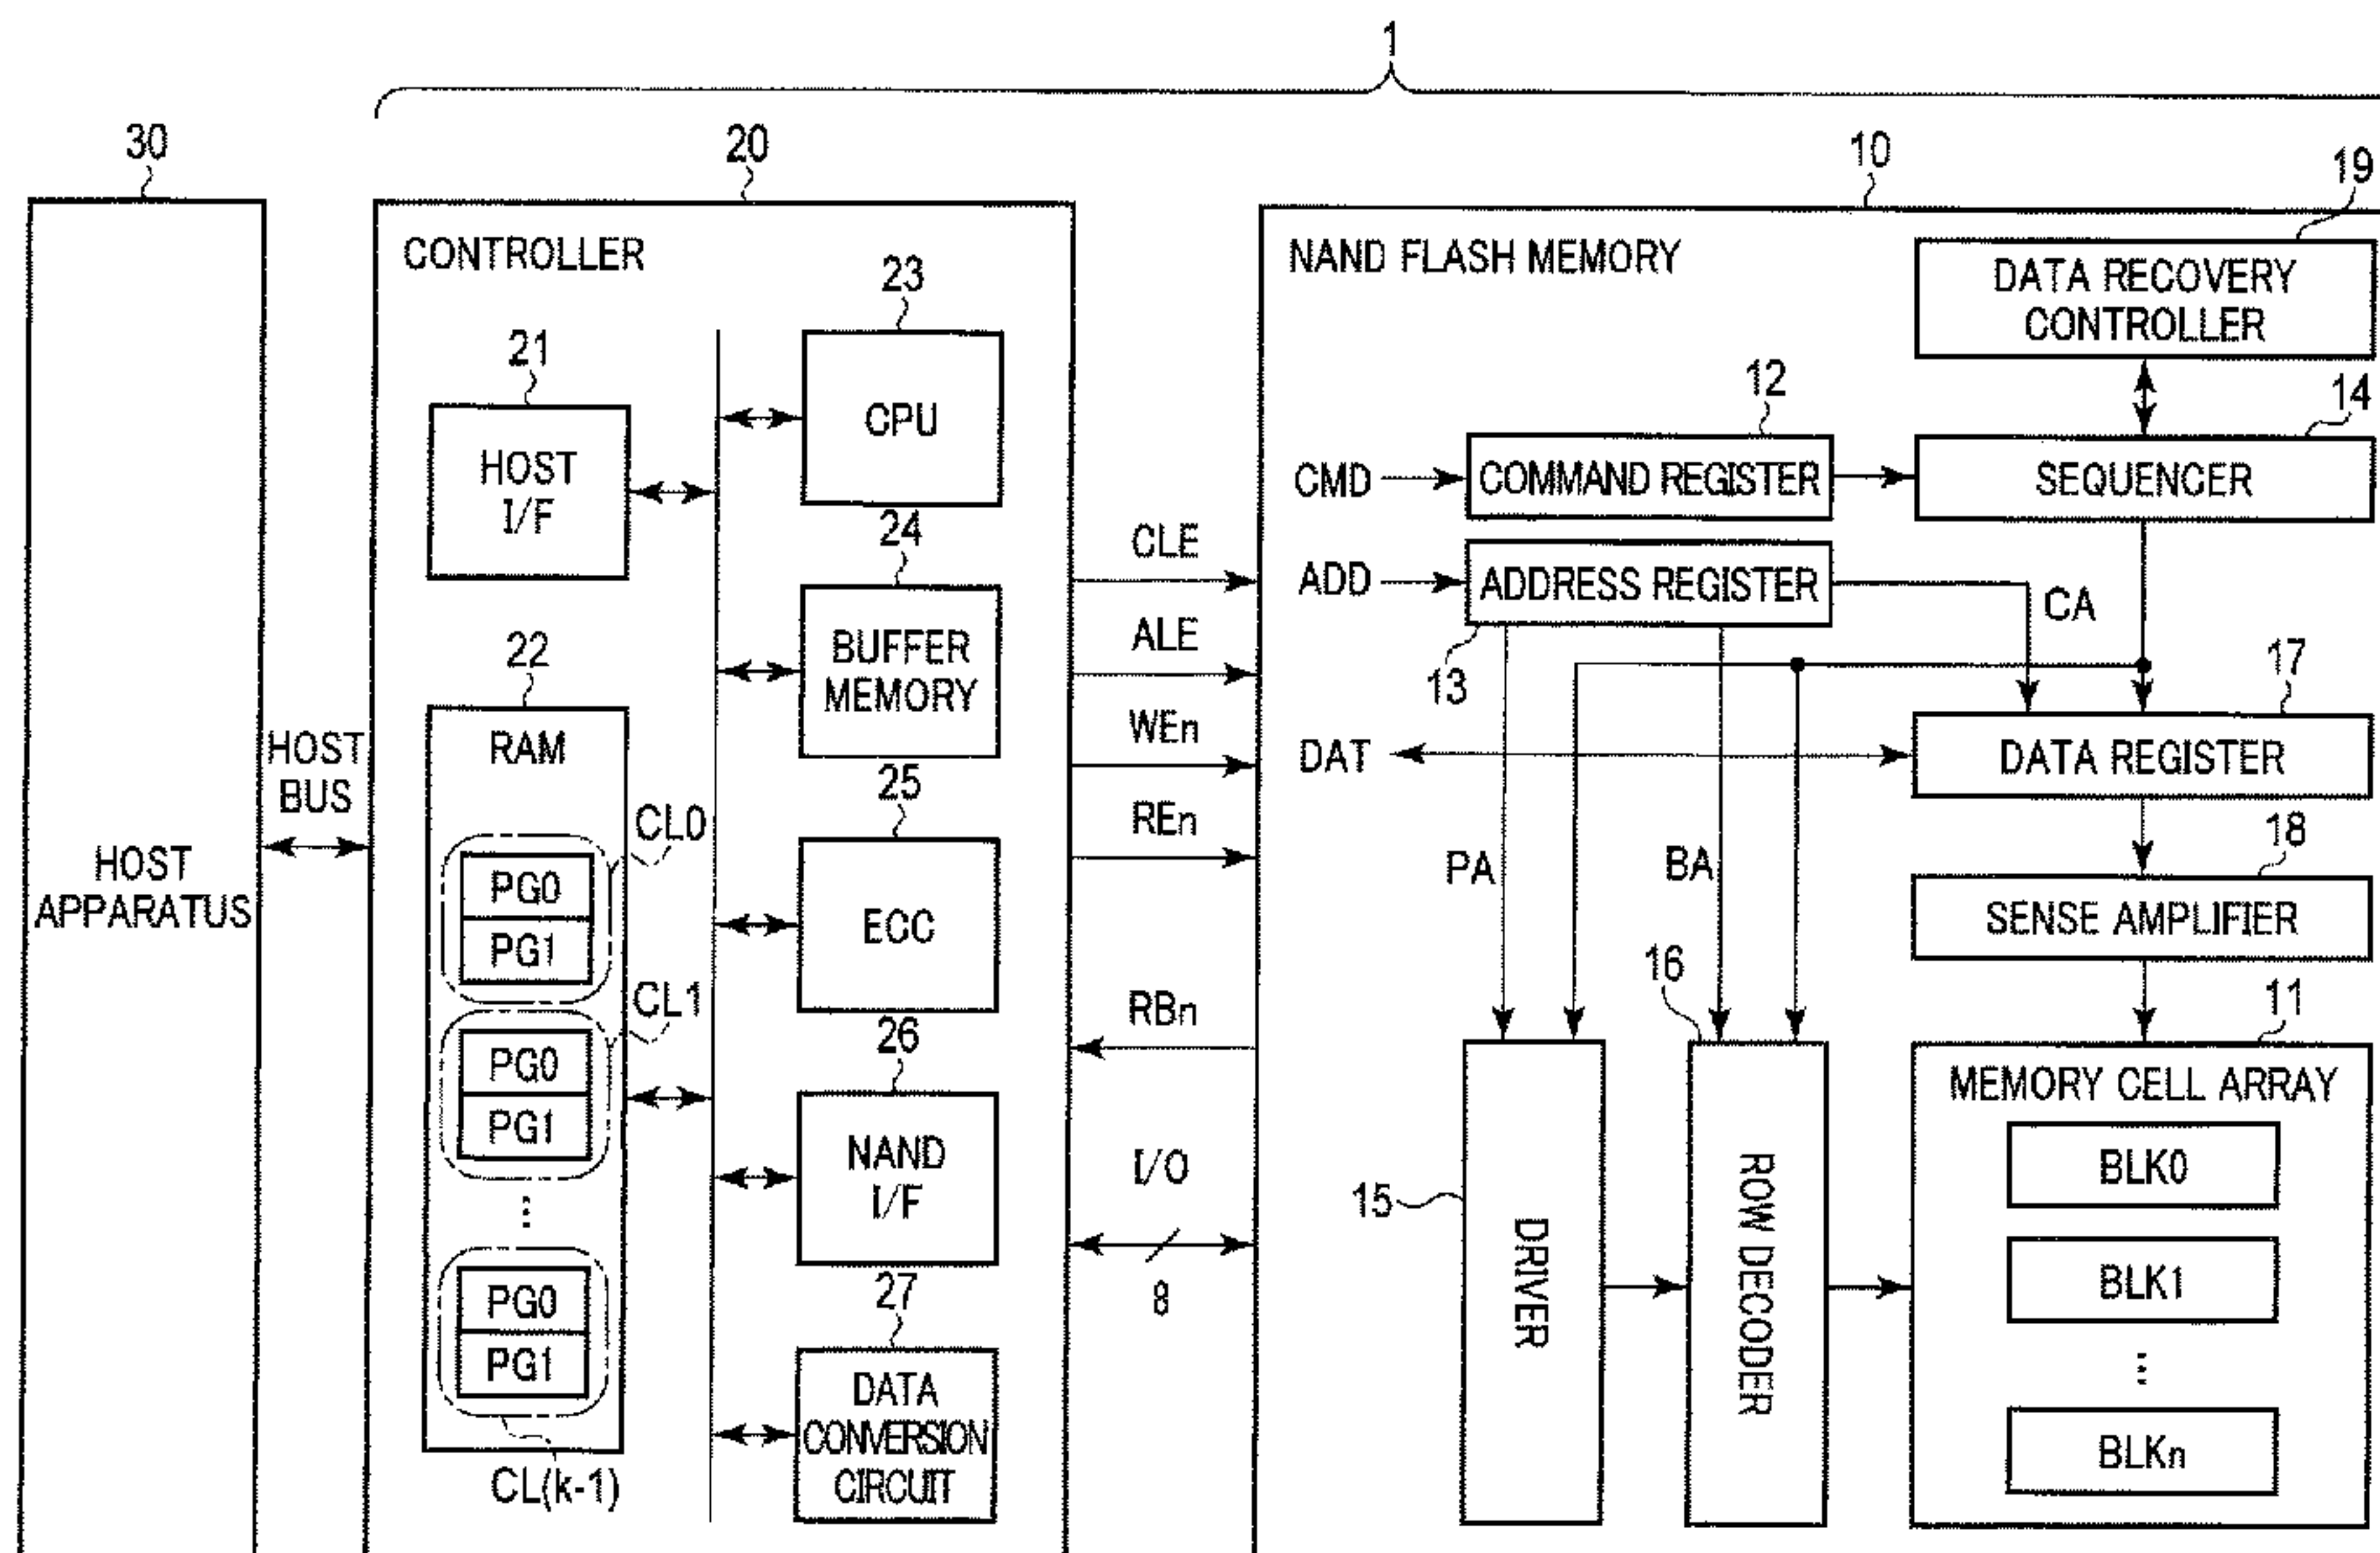 1
30
20
10
19
CONTROLLER
NAND FLASH MEMORY
DATA RECOVERY
CONTROLLER
23
21
12
14
CPU
HOST
I/F
CMD
COMMAND REGISTER
SEQUENCER
24
CLE
ADD
ADDRESS REGISTER
CA
22
BUFFER
MEMORY
ALE
13
17
RAM
HOST
BUS
WEn
DAT
DATA REGISTER
25
CL0
REn
PA
BA
18
HOST
APPARATUS
PG0
PG1
ECC
SENSE AMPLIFIER
16
CL1
RBn
11
26
PG0
PG1
MEMORY CELL ARRAY
NAND
I/F
I/O
8
15
DRIVER
ROW DECODER
BLK0
BLK1
⋮
BLKn
⋮
PG0
PG1
27
DATA
CONVERSION
CIRCUIT
CL(k-1)